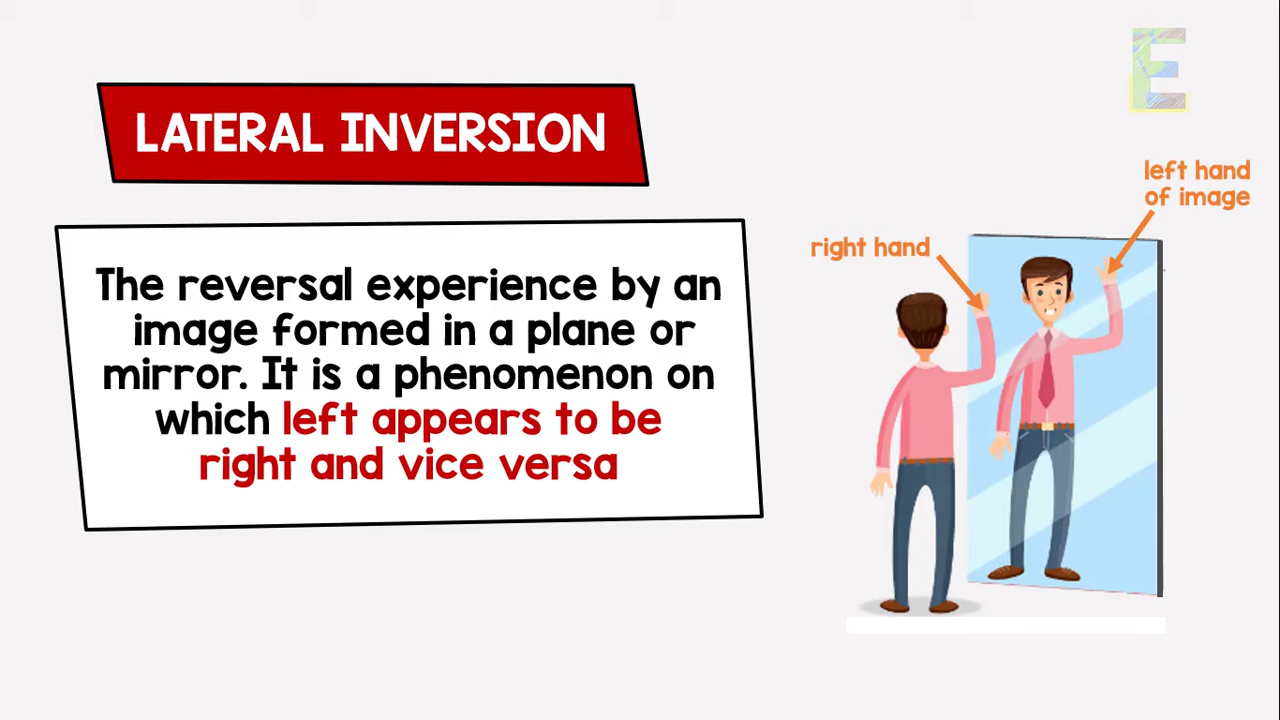 LATERAL INVERSION
The reversal experience by an
image formed in a plane or
mirror. It is a phenomenon on
which left appears to be
right and vice versa
right hand
left hand
of image
E